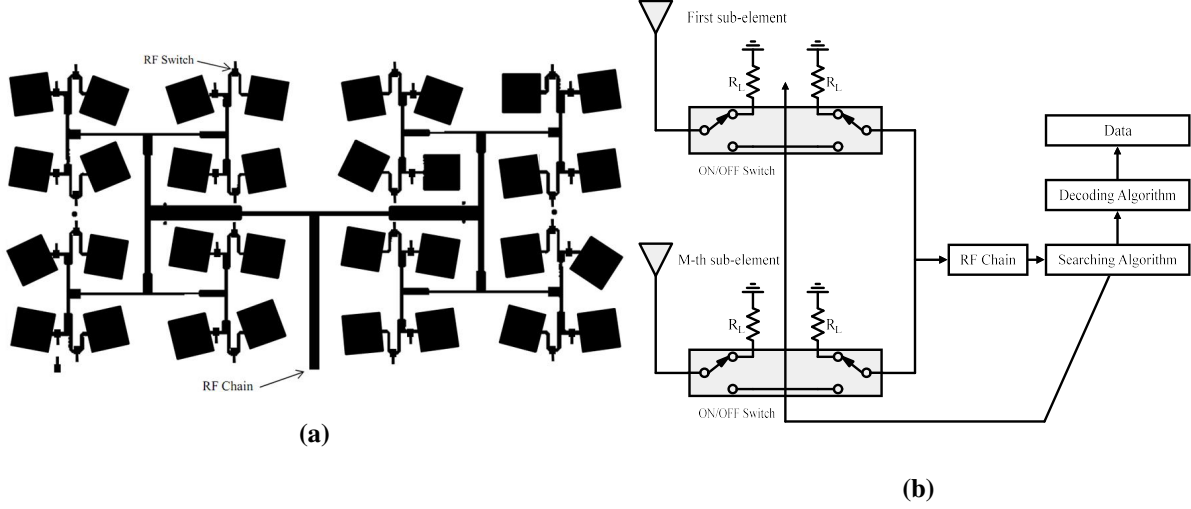 First sub-element
RF Switch
R_L
R_L
Data
ON/OFF Switch
Decoding Algorithm
M-th sub-element
RF Chain
Searching Algorithm
R_L
R_L
RF Chain
ON/OFF Switch
(a)
(b)